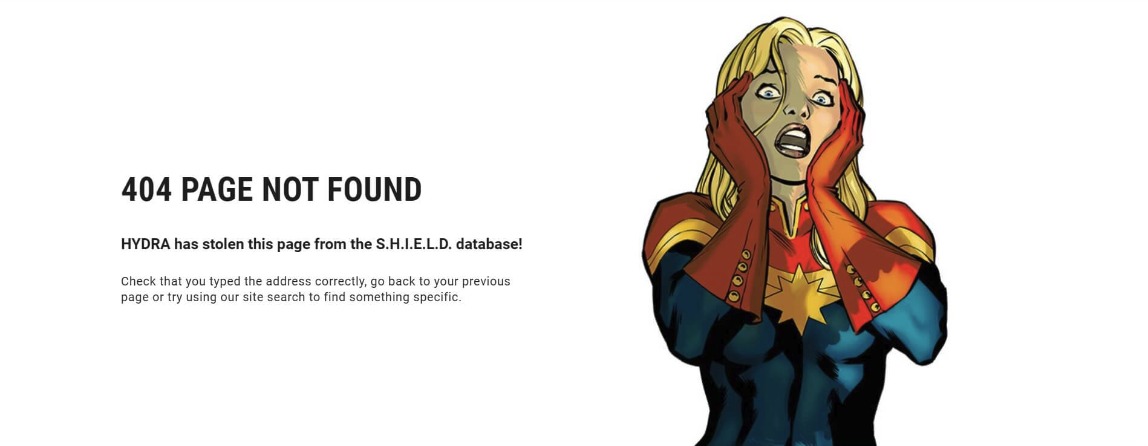 404 PAGE NOT FOUND
HYDRA has stolen this page from the S.H.I.E.L.D. database!
Check that you typed the address correctly, go back to your previous
page or try using our site search to find something specific.